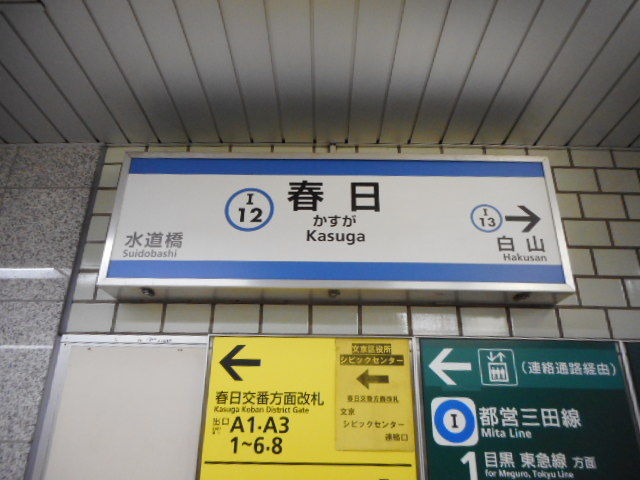 I
12
春日
かすが
Kasuga
水道橋
Suidobashi
I
13
白山
Hakusan
春日交番方面改札
Kasuga Koban District Gate
出口
A1・A3
1~6・8
文京区役所
シビックセンター
春日交番方面改札
文京
シビックセンター
連絡口
(連絡通路経由)
I
都営三田線
Mita Line
1
目黒 東急線 方面
for Meguro, Tokyu Line